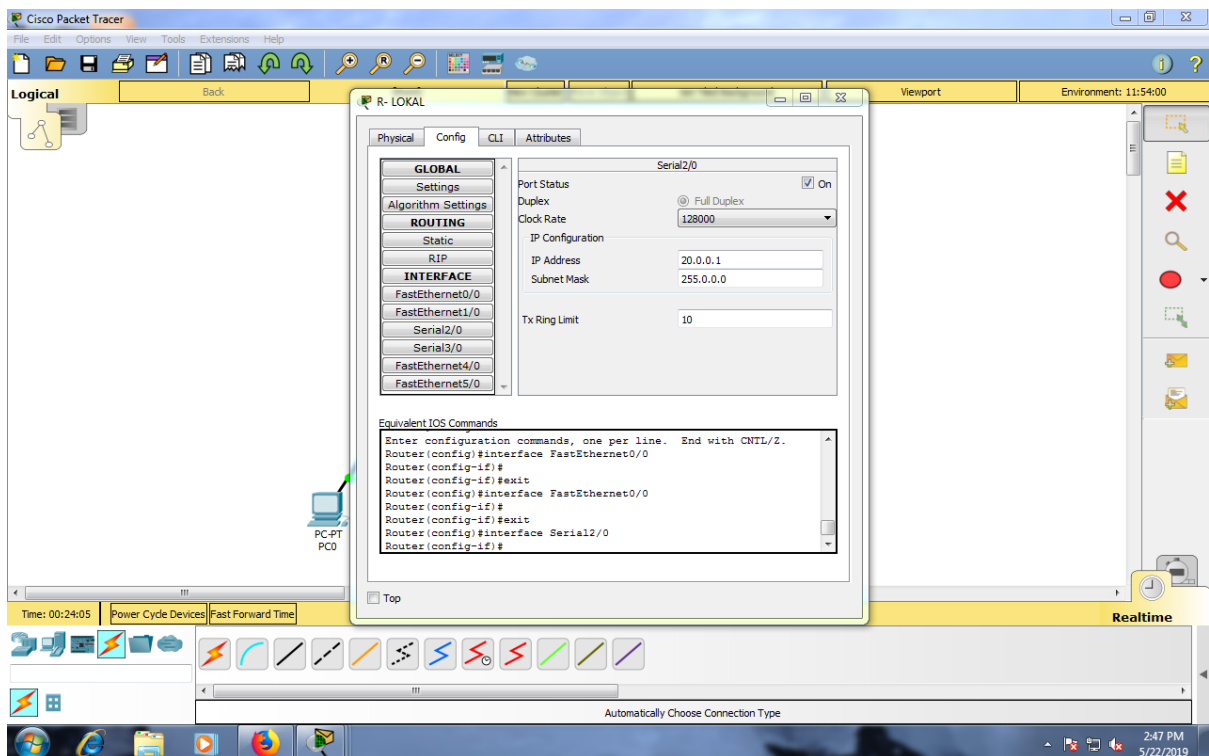 Cisco Packet Tracer
File Edit Options View Tools Extensions Help
Logical
Back
Viewport
Environment: 11:54:00
R- LOKAL
Physical Config CLI Attributes
GLOBAL
Settings
Algorithm Settings
ROUTING
Static
RIP
INTERFACE
FastEthernet0/0
FastEthernet1/0
Serial2/0
Serial3/0
FastEthernet4/0
FastEthernet5/0
Serial2/0
Port Status On
Duplex Full Duplex
Clock Rate 128000
IP Configuration
IP Address 20.0.0.1
Subnet Mask 255.0.0.0
Tx Ring Limit 10
Equivalent IOS Commands
Enter configuration commands, one per line. End with CNTL/Z.
Router(config)#interface FastEthernet0/0
Router(config-if)#
Router(config-if)#exit
Router(config)#interface FastEthernet0/0
Router(config-if)#
Router(config-if)#exit
Router(config)#interface Serial2/0
Router(config-if)#
PC-PT
PC0
Top
Time: 00:24:05 Power Cycle Devices Fast Forward Time
Realtime
Automatically Choose Connection Type
2:47 PM
5/22/2019